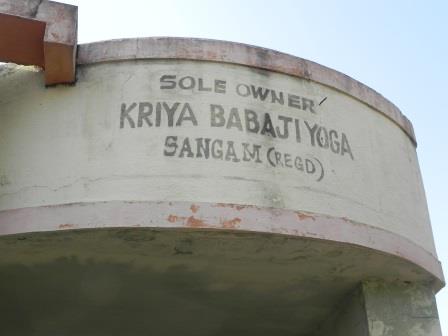 SOLE OWNER
KRIYA BABAJI YOGA
SANGAM (REGD)